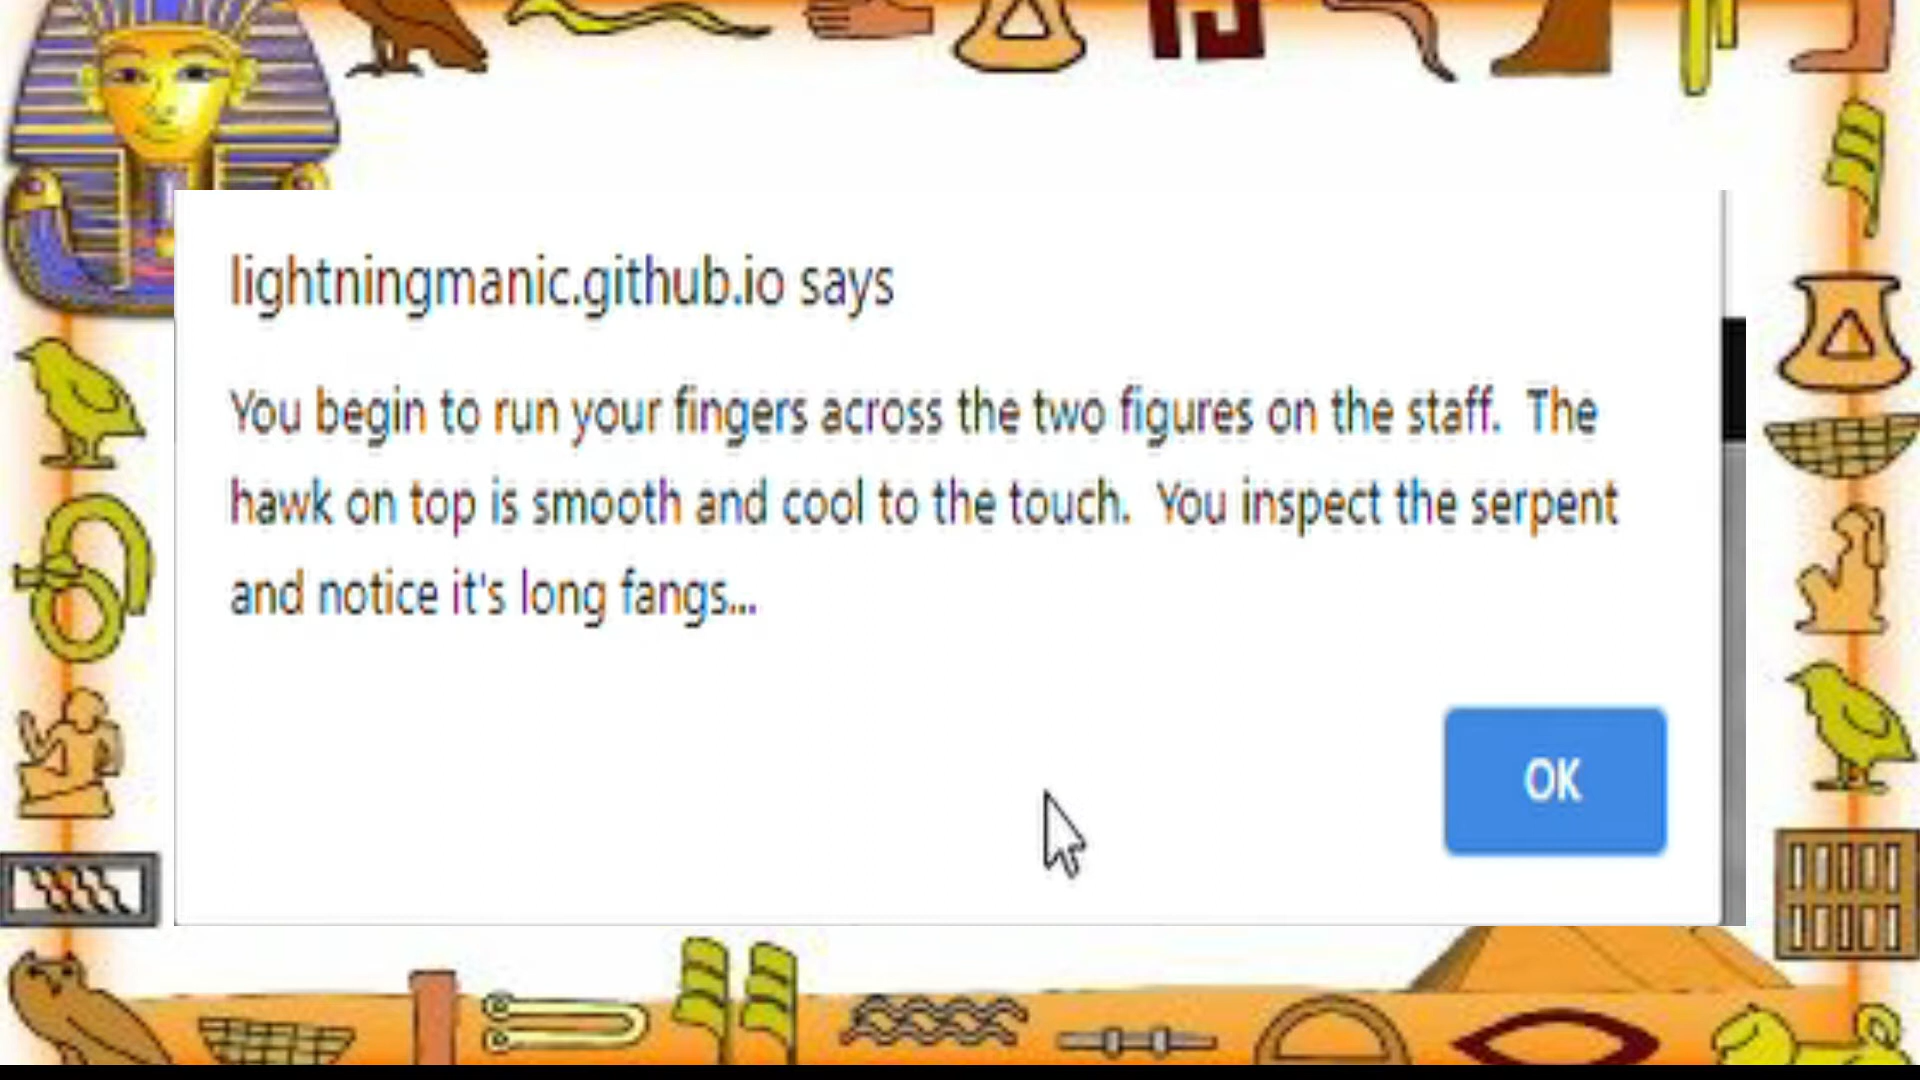 lightningmanic.github.io says
You begin to run your fingers across the two figures on the staff.  The
hawk on top is smooth and cool to the touch.  You inspect the serpent
and notice it's long fangs...
OK